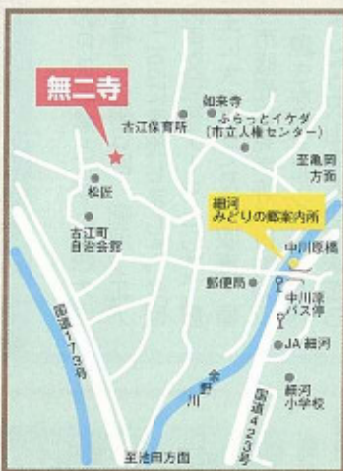 無二寺
如来寺
古江保育所
ふらっとイケダ
(市立人権センター)
至亀岡
方面
松匠
細河
みどりの郷案内所
古江町
自治会館
中川原橋
郵便局
中川原
バス停
国道173号
JA細河
余野川
細河
小学校
国道423号
至池田方面